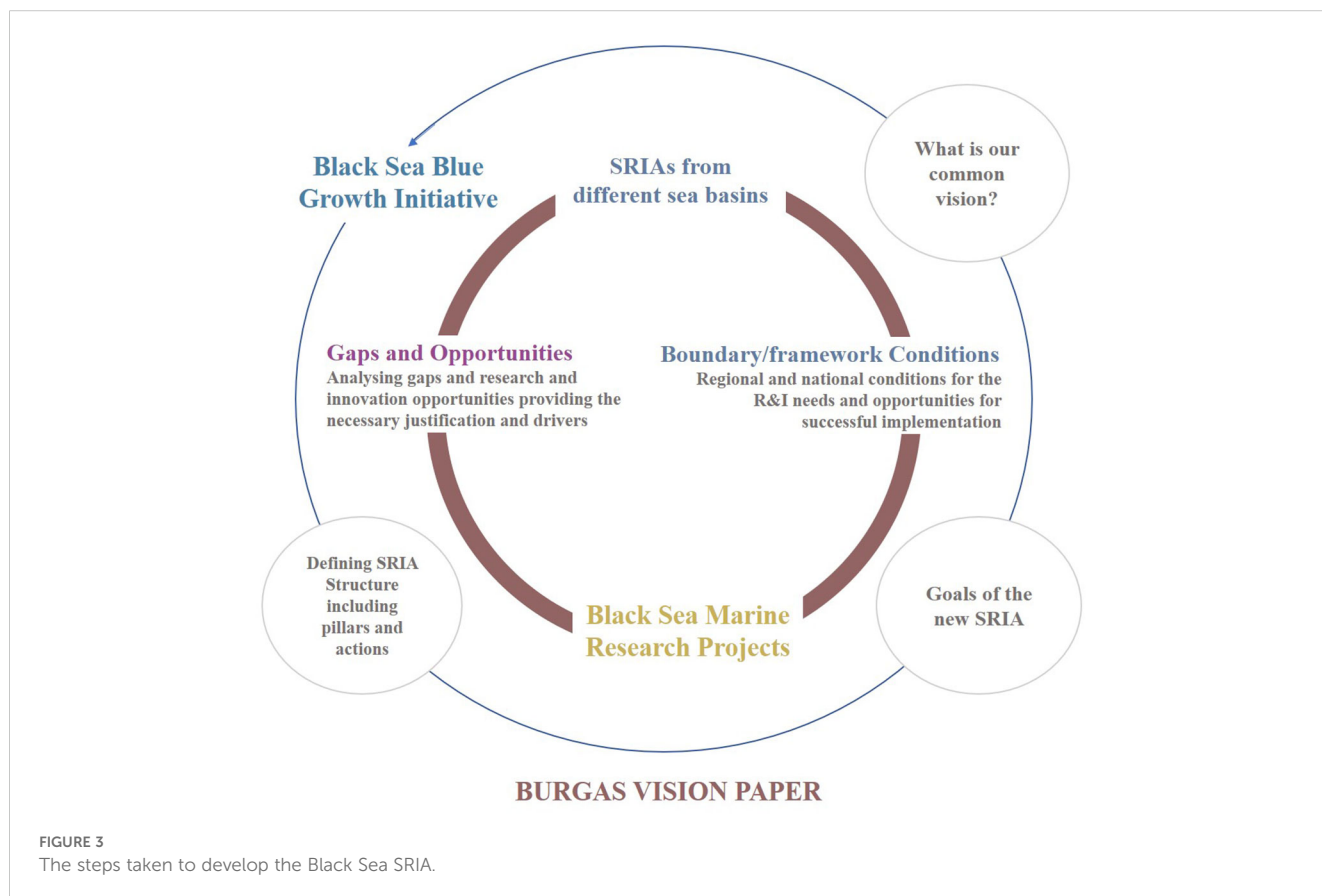 Black Sea Blue
Growth Initiative
SRIAs from
different sea basins
What is our
common
vision?
Gaps and Opportunities
Analysing gaps and research and
innovation opportunities providing the
necessary justification and drivers
Boundary/framework Conditions
Regional and national conditions for the
R&I needs and opportunities for
successful implementation
Defining SRIA
Structure
including
pillars and
actions
Black Sea Marine
Research Projects
Goals of the
new SRIA
BURGAS VISION PAPER
FIGURE 3
The steps taken to develop the Black Sea SRIA.